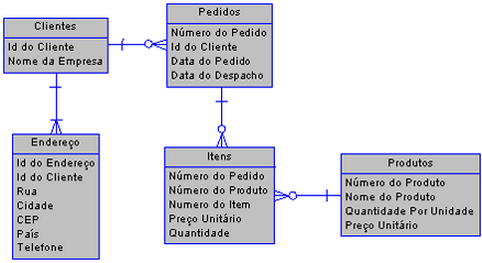 Clientes
Id do Cliente
Nome da Empresa
Pedidos
Número do Pedido
Id do Cliente
Data do Pedido
Data do Despacho
Endereço
Id do Endereço
Id do Cliente
Rua
Cidade
CEP
País
Telefone
Itens
Número do Pedido
Número do Produto
Numero do Item
Preço Unitário
Quantidade
Produtos
Número do Produto
Nome do Produto
Quantidade Por Unidade
Preço Unitário